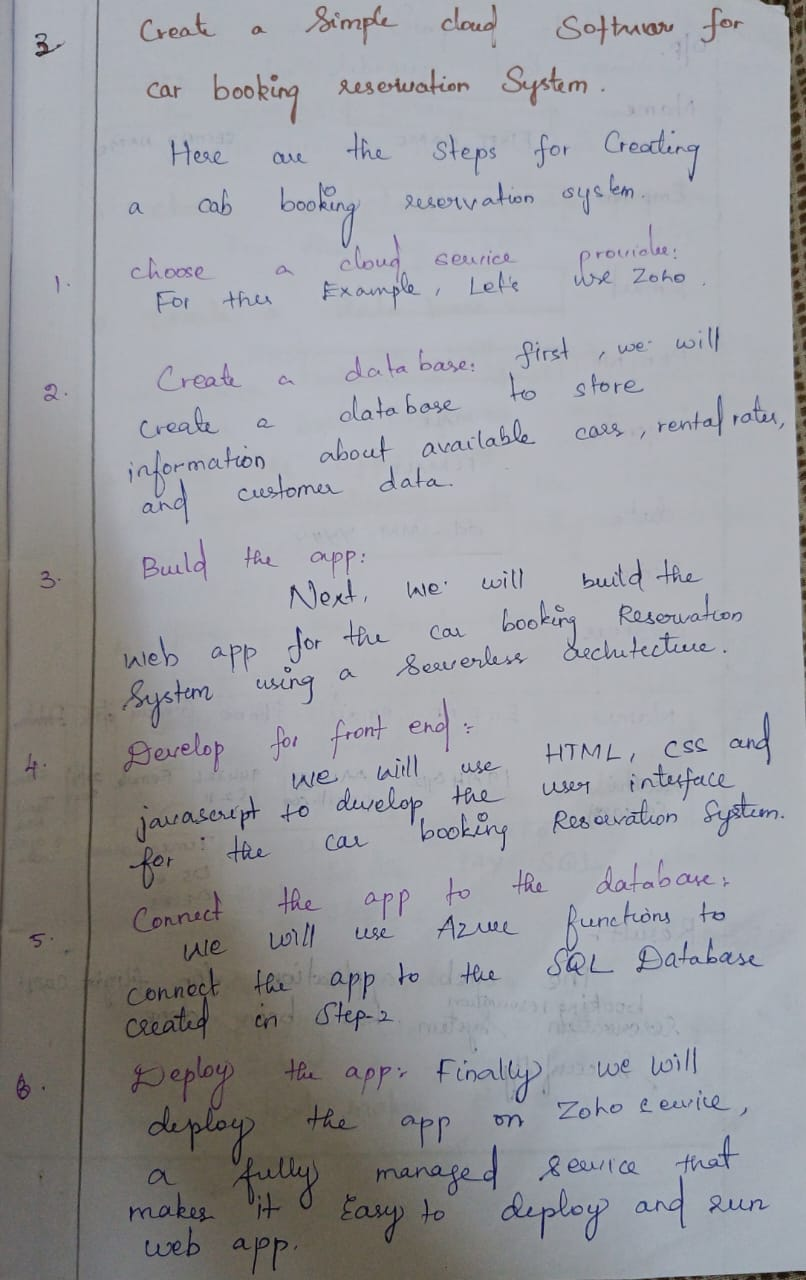 3 Create a Simple cloud Software for
car booking reservation System.
Here are the steps for Creating
a cab booking reservation system.
1. choose a cloud service provider:
For this Example, Let's use Zoho.
2. Create a database: first, we will
create a database to store
information about available cars, rental rates,
and customer data.
3. Build the app:
Next, we will build the
web app for the car booking Reservation
System using a Serverless architecture.
4. Develop for front end:-
we will use HTML, CSS and
javascript to develop the user interface
for the car booking Reservation System.
5. Connect the app to the database:
we will use Azure functions to
connect the app to the SQL Database
created in Step-2
6. Deploy the app: Finally we will
deploy the app on Zoho service,
a fully managed service that
makes it Easy to deploy and run
web app.